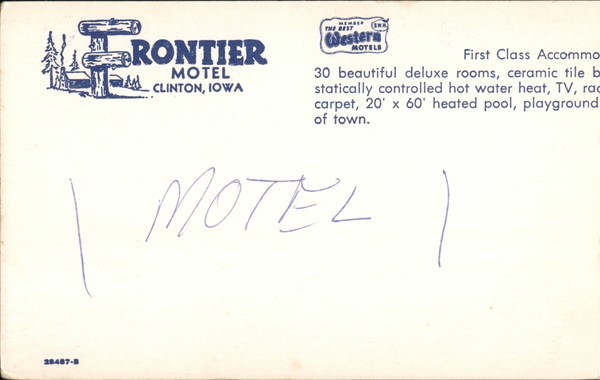 FRONTIER
MOTEL
CLINTON, IOWA
MEMBER
THE BEST
Western
MOTELS
First Class Accommo
30 beautiful deluxe rooms, ceramic tile b
statically controlled hot water heat, TV, rad
carpet, 20' x 60' heated pool, playground
of town.
( MOTEL )
28487-B